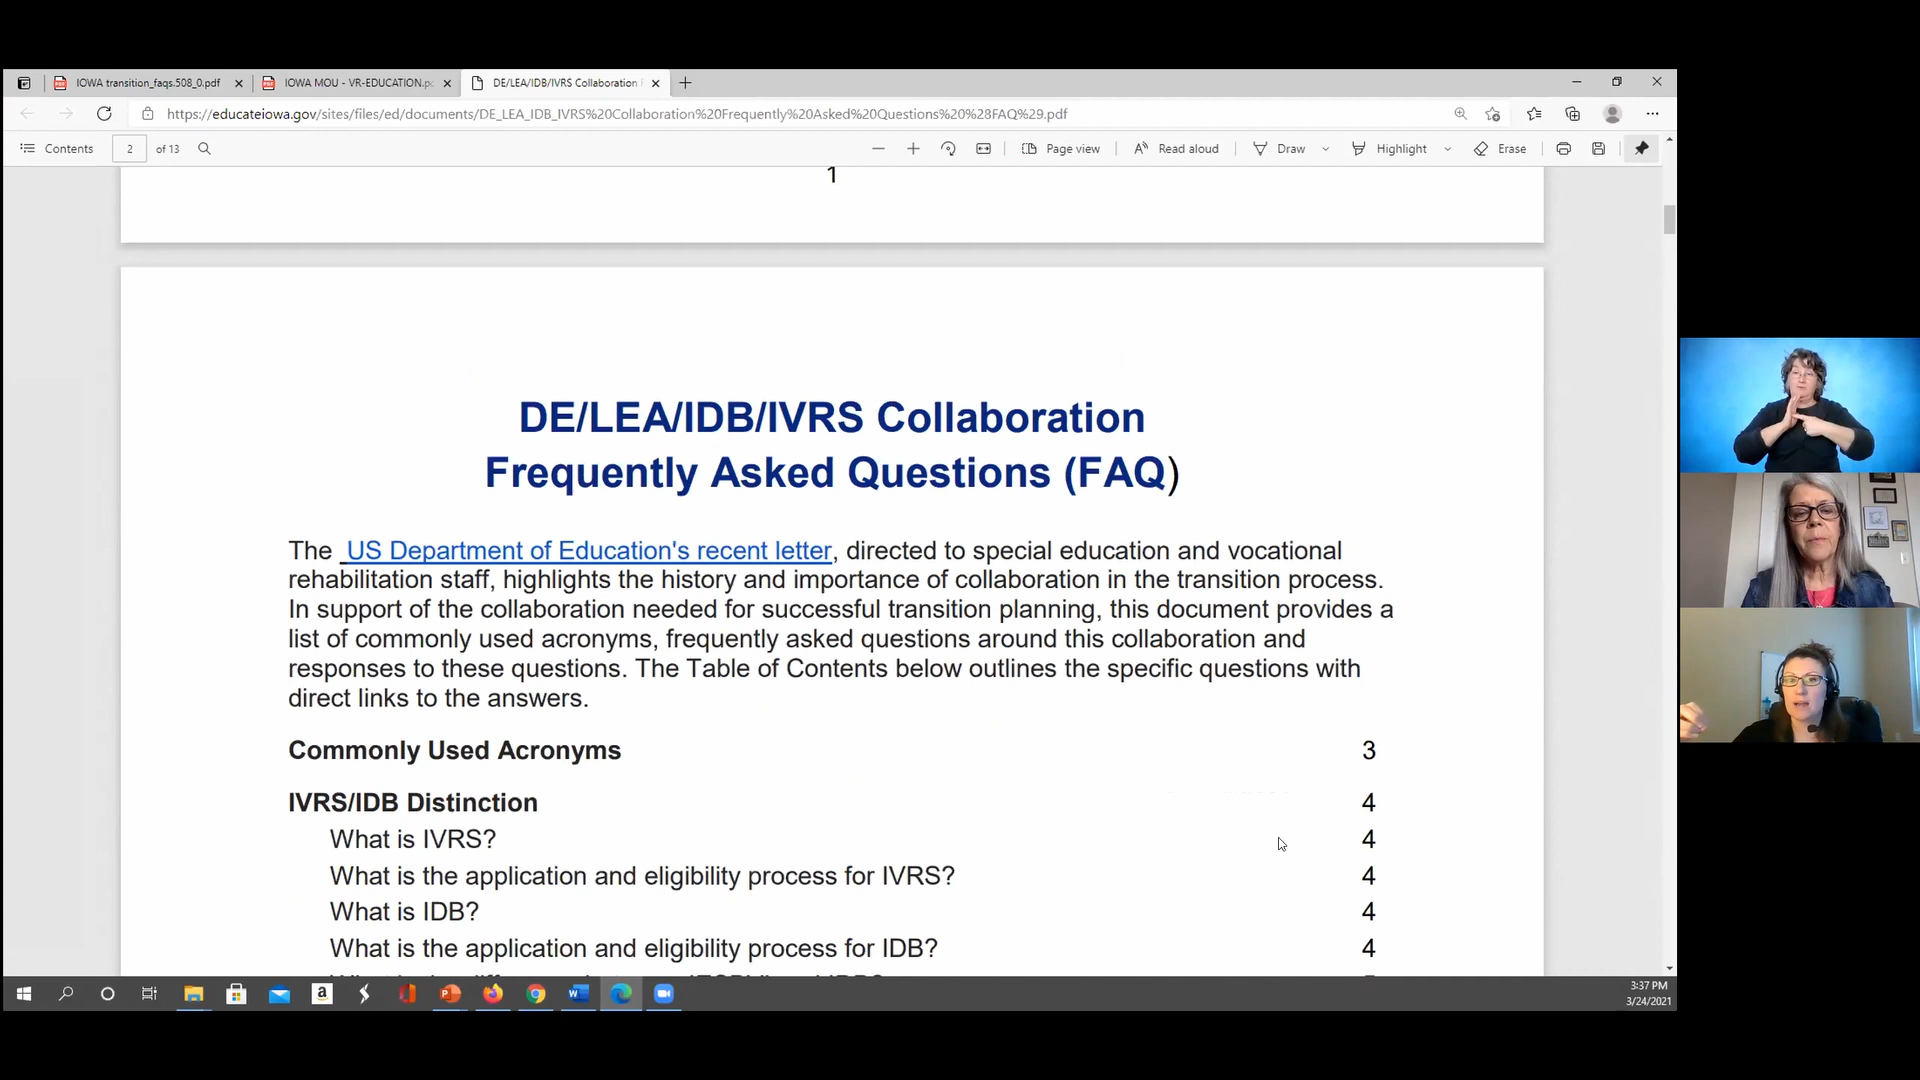 IOWA transition_faqs.508_0.pdf
IOWA MOU - VR-EDUCATION.p
DE/LEA/IDB/IVRS Collaboration
https://educateiowa.gov/sites/files/ed/documents/DE_LEA_IDB_IVRS%20Collaboration%20Frequently%20Asked%20Questions%20%28FAQ%29.pdf
Contents 2 of 13 Page view Read aloud Draw Highlight Erase
1
DE/LEA/IDB/IVRS Collaboration
Frequently Asked Questions (FAQ)
The US Department of Education's recent letter, directed to special education and vocational
rehabilitation staff, highlights the history and importance of collaboration in the transition process.
In support of the collaboration needed for successful transition planning, this document provides a
list of commonly used acronyms, frequently asked questions around this collaboration and
responses to these questions. The Table of Contents below outlines the specific questions with
direct links to the answers.
Commonly Used Acronyms 3
IVRS/IDB Distinction 4
What is IVRS? 4
What is the application and eligibility process for IVRS? 4
What is IDB? 4
What is the application and eligibility process for IDB? 4
3:37 PM
3/24/2021